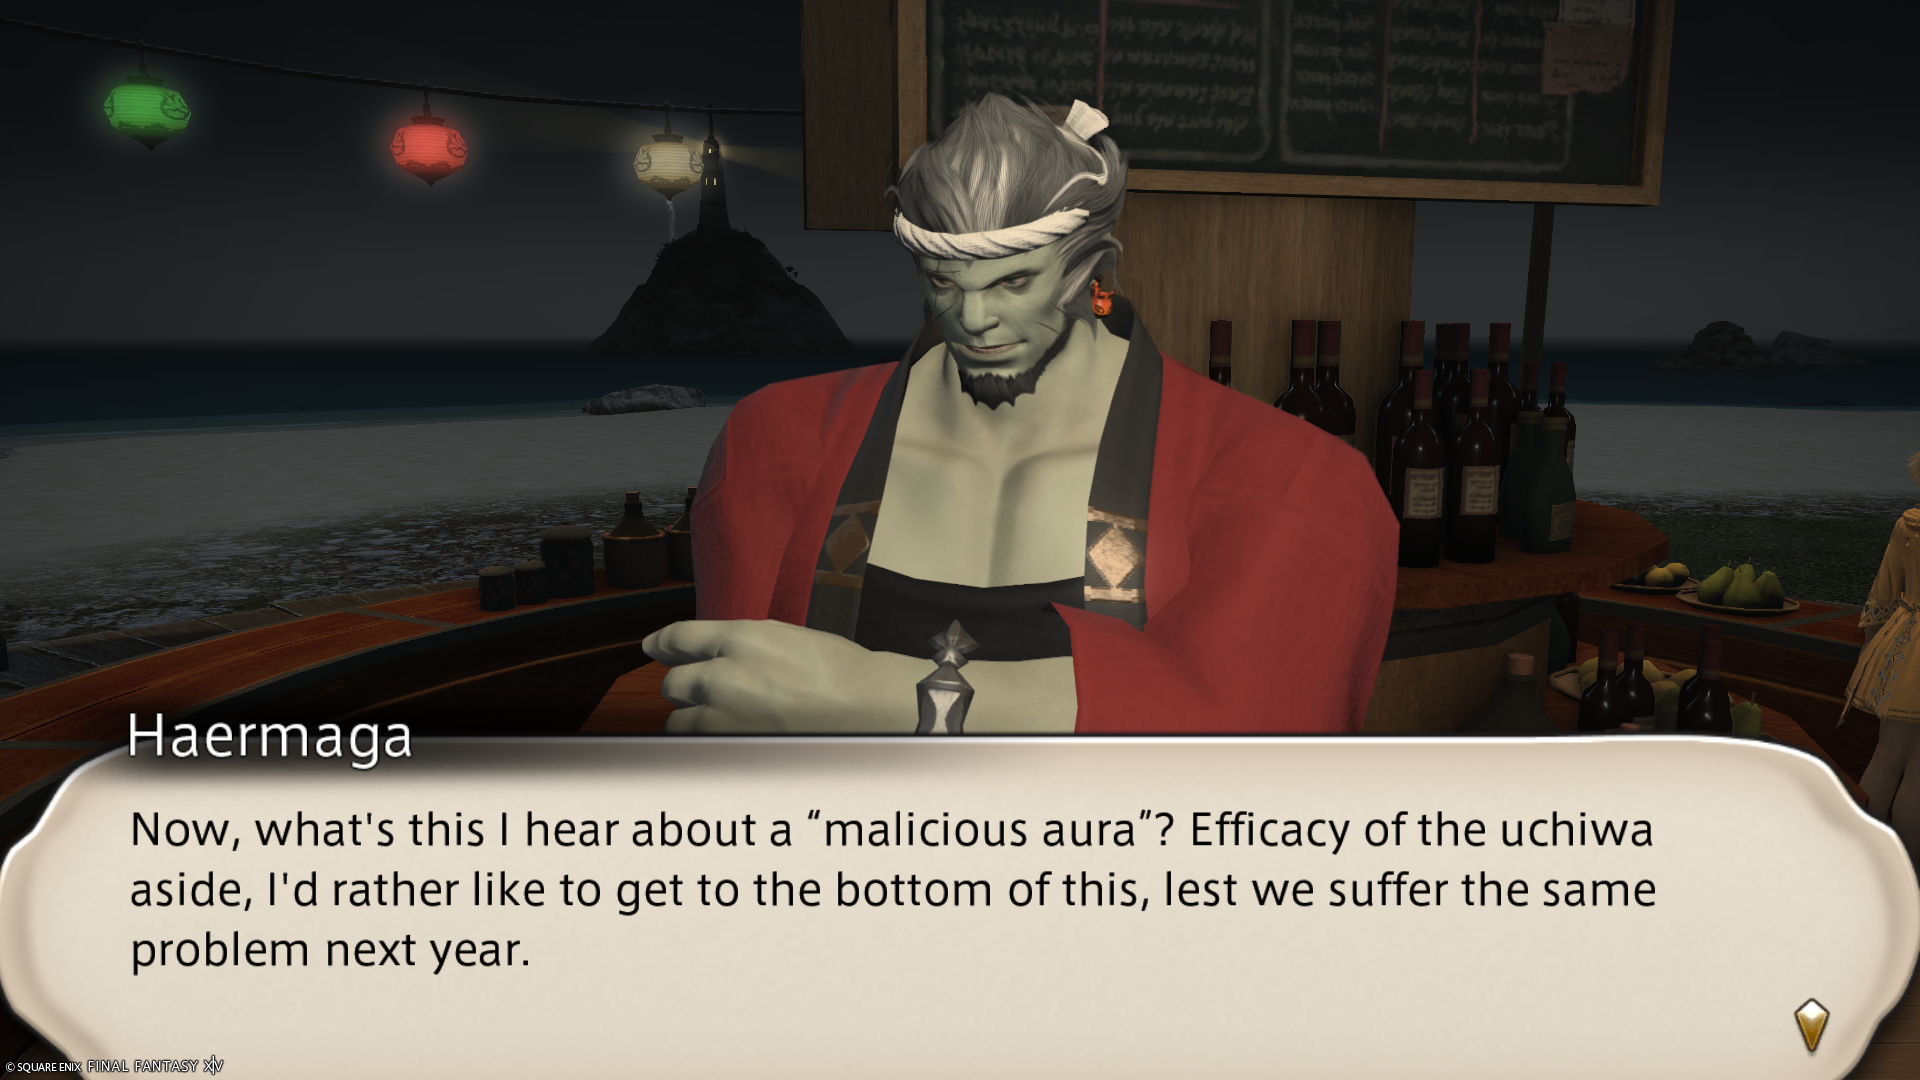 Haermaga
Now, what's this I hear about a “malicious aura”? Efficacy of the uchiwa
aside, I'd rather like to get to the bottom of this, lest we suffer the same
problem next year.
© SQUARE ENIX FINAL FANTASY XIV